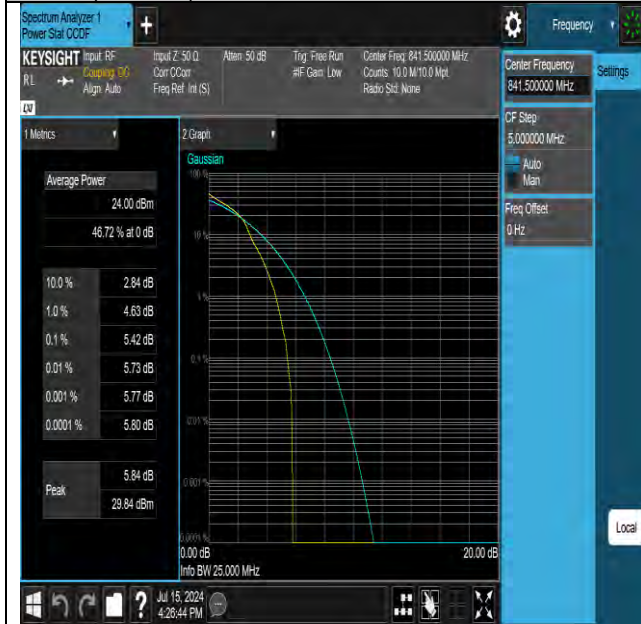 Spectrum Analyzer 1
Power Stat CCDF
+
Frequency
KEYSIGHT
RL
Input: RF
Coupling: DC
Align: Auto
Input Z: 50 Ω
Corr CCorr
Freq Ref: Int (S)
Atten: 50 dB
Trig: Free Run
#IF Gain: Low
Center Freq: 841.500000 MHz
Counts: 10.0 M/10.0 Mpt
Radio Std: None
Center Frequency
841.500000 MHz
Settings
CF Step
5.000000 MHz
Auto
Man
Freq Offset
0 Hz
1 Metrics
2 Graph
Gaussian
Average Power
24.00 dBm
46.72 % at 0 dB
10.0 % 2.84 dB
1.0 % 4.63 dB
0.1 % 5.42 dB
0.01 % 5.73 dB
0.001 % 5.77 dB
0.0001 % 5.80 dB
Peak
5.84 dB
29.84 dBm
100 %
10 %
1 %
0.1 %
0.01 %
0.001 %
0.0001 %
0.00 dB
20.00 dB
Info BW 25.000 MHz
Local
?
Jul 15, 2024
4:26:44 PM